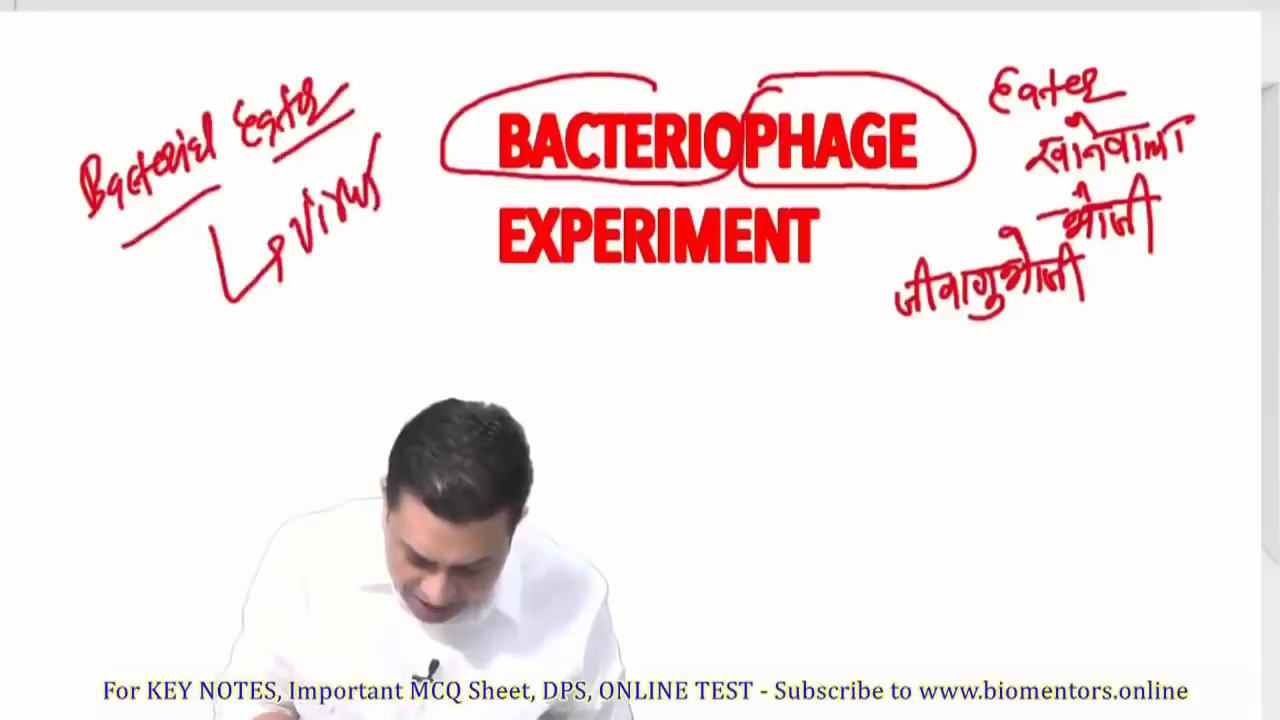 Bacterial Eater
↳ Virus
BACTERIOPHAGE
EXPERIMENT
Eater
खानेवाला
भोजी
जीवाणुभोजी
For KEY NOTES, Important MCQ Sheet, DPS, ONLINE TEST - Subscribe to www.biomentors.online